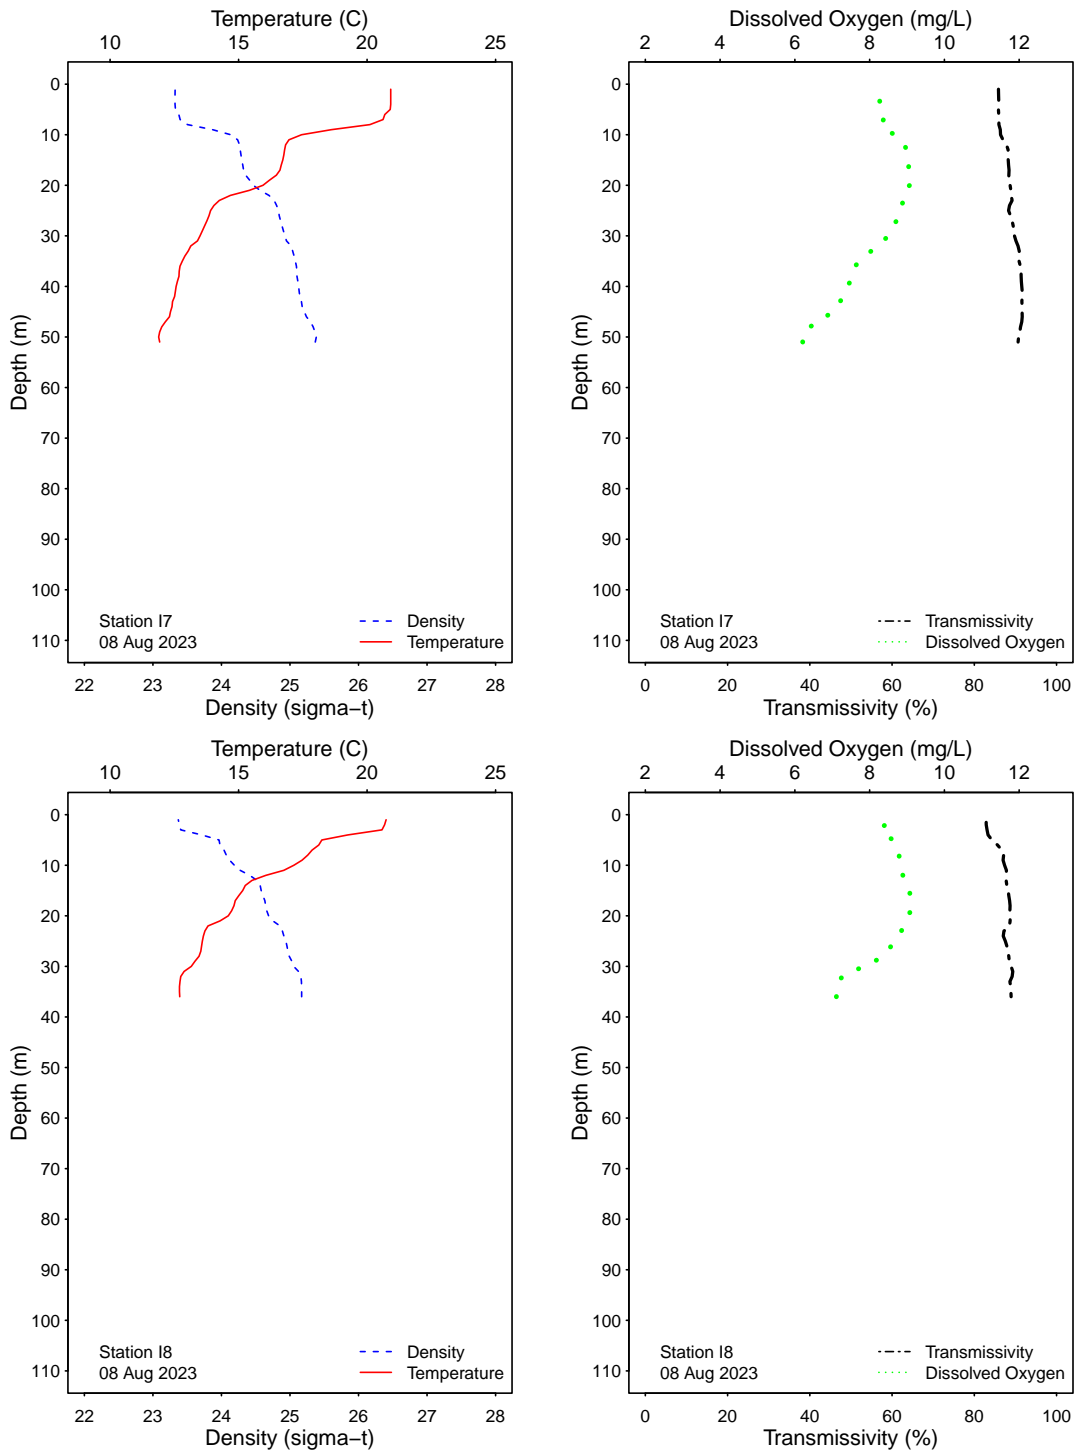 Temperature (C)
10 15 20 25
0
10
20
30
40
50
60
70
80
90
100
110
Depth (m)
Station I7
08 Aug 2023
Density
Temperature
22 23 24 25 26 27 28
Density (sigma−t)
Dissolved Oxygen (mg/L)
2 4 6 8 10 12
0
10
20
30
40
50
60
70
80
90
100
110
Depth (m)
Station I7
08 Aug 2023
Transmissivity
Dissolved Oxygen
0 20 40 60 80 100
Transmissivity (%)
Temperature (C)
10 15 20 25
0
10
20
30
40
50
60
70
80
90
100
110
Depth (m)
Station I8
08 Aug 2023
Density
Temperature
22 23 24 25 26 27 28
Density (sigma−t)
Dissolved Oxygen (mg/L)
2 4 6 8 10 12
0
10
20
30
40
50
60
70
80
90
100
110
Depth (m)
Station I8
08 Aug 2023
Transmissivity
Dissolved Oxygen
0 20 40 60 80 100
Transmissivity (%)